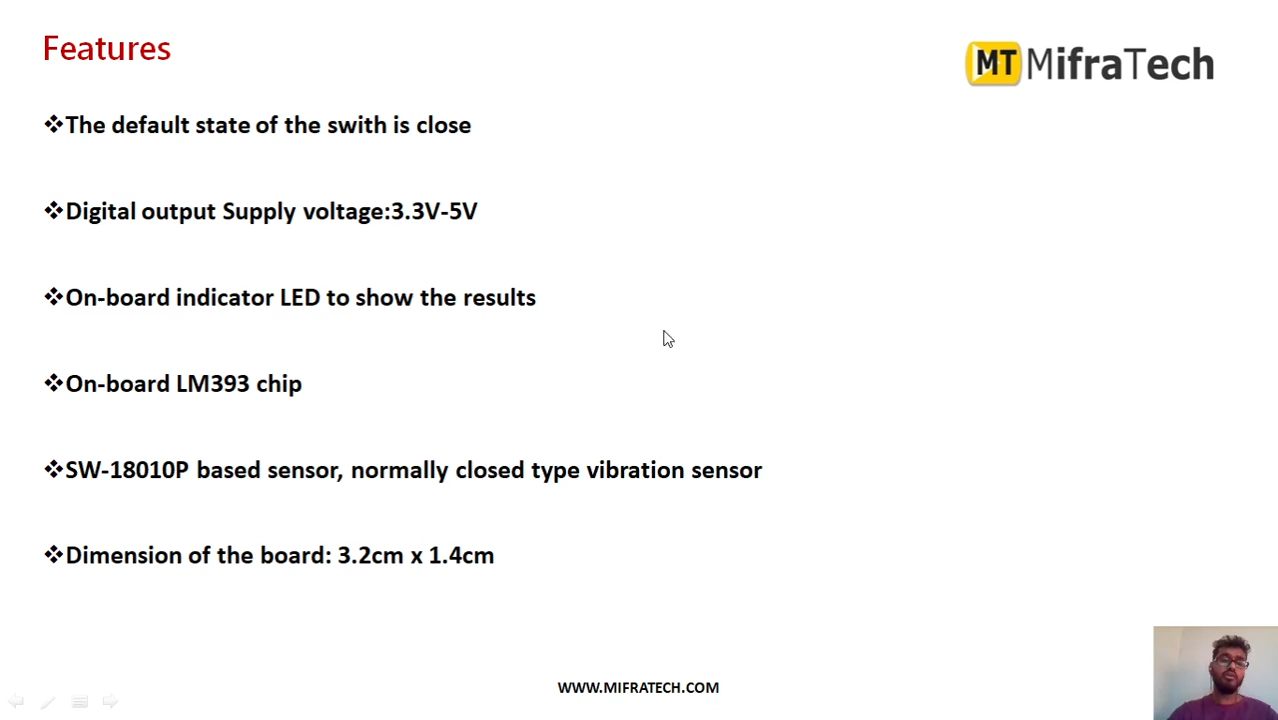 Features
MT MifraTech
❖The default state of the swith is close
❖Digital output Supply voltage:3.3V-5V
❖On-board indicator LED to show the results
❖On-board LM393 chip
❖SW-18010P based sensor, normally closed type vibration sensor
❖Dimension of the board: 3.2cm x 1.4cm
WWW.MIFRATECH.COM